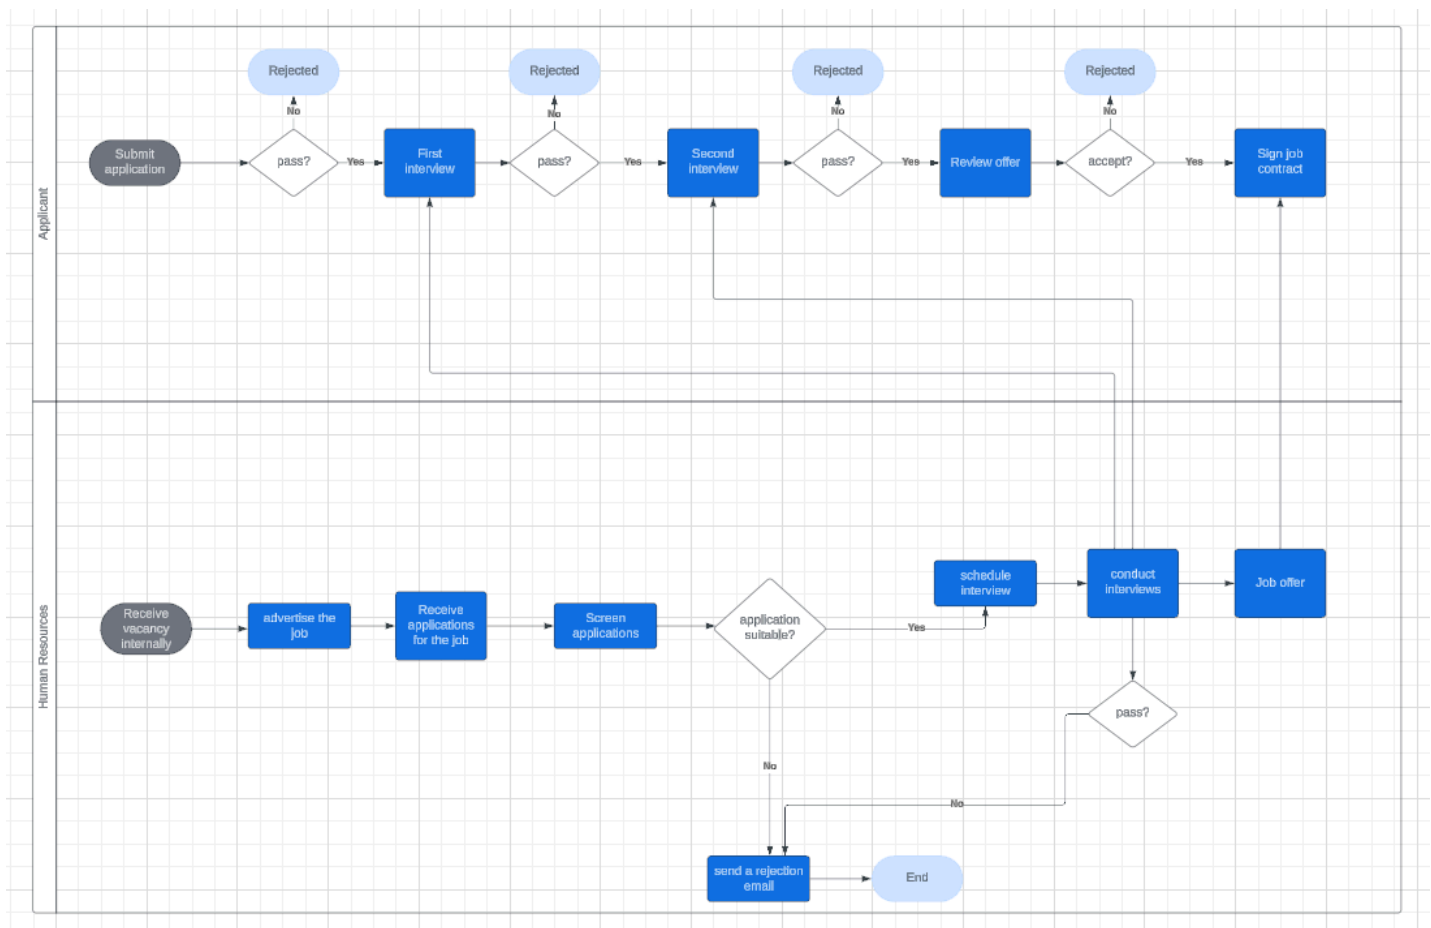 Applicant
Rejected
Rejected
Rejected
Rejected
No
No
No
No
Submit
application
pass?
Yes
First
interview
pass?
Yes
Second
interview
pass?
Yes
Review offer
accept?
Yes
Sign job
contract
Human Resources
Receive
vacancy
internally
advertise the
job
Receive
applications
for the job
Screen
applications
application
suitable?
Yes
schedule
interview
conduct
interviews
Job offer
pass?
No
No
send a rejection
email
End